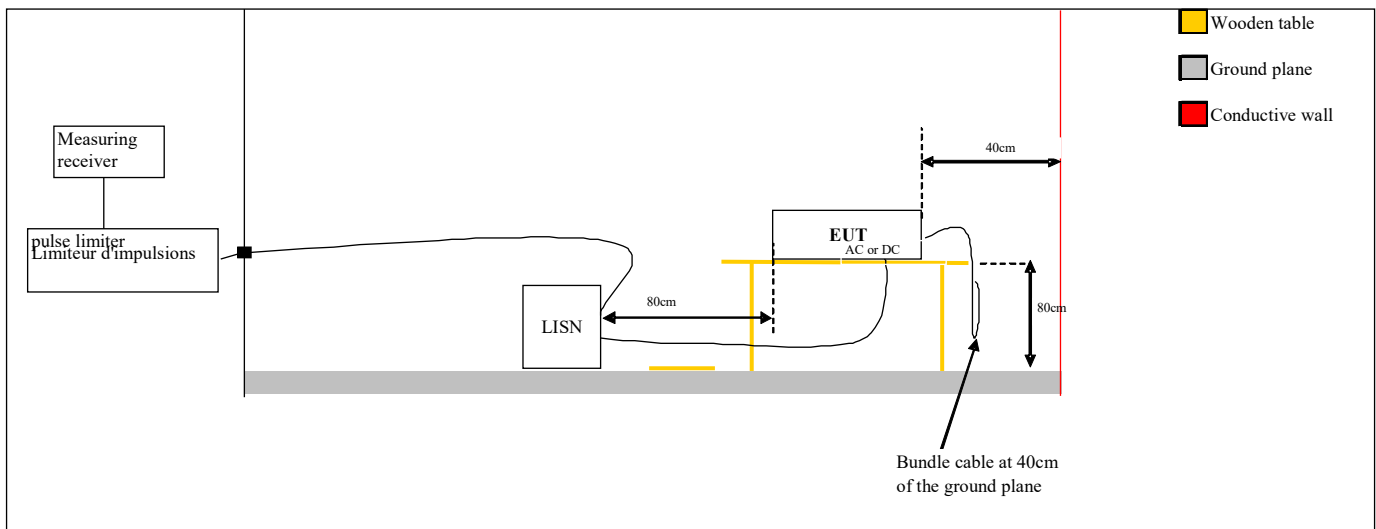 Wooden table
Ground plane
Conductive wall
Measuring
receiver
40cm
pulse limiter
Limiteur d'impulsions
EUT
AC or DC
80cm
80cm
LISN
Bundle cable at 40cm
of the ground plane